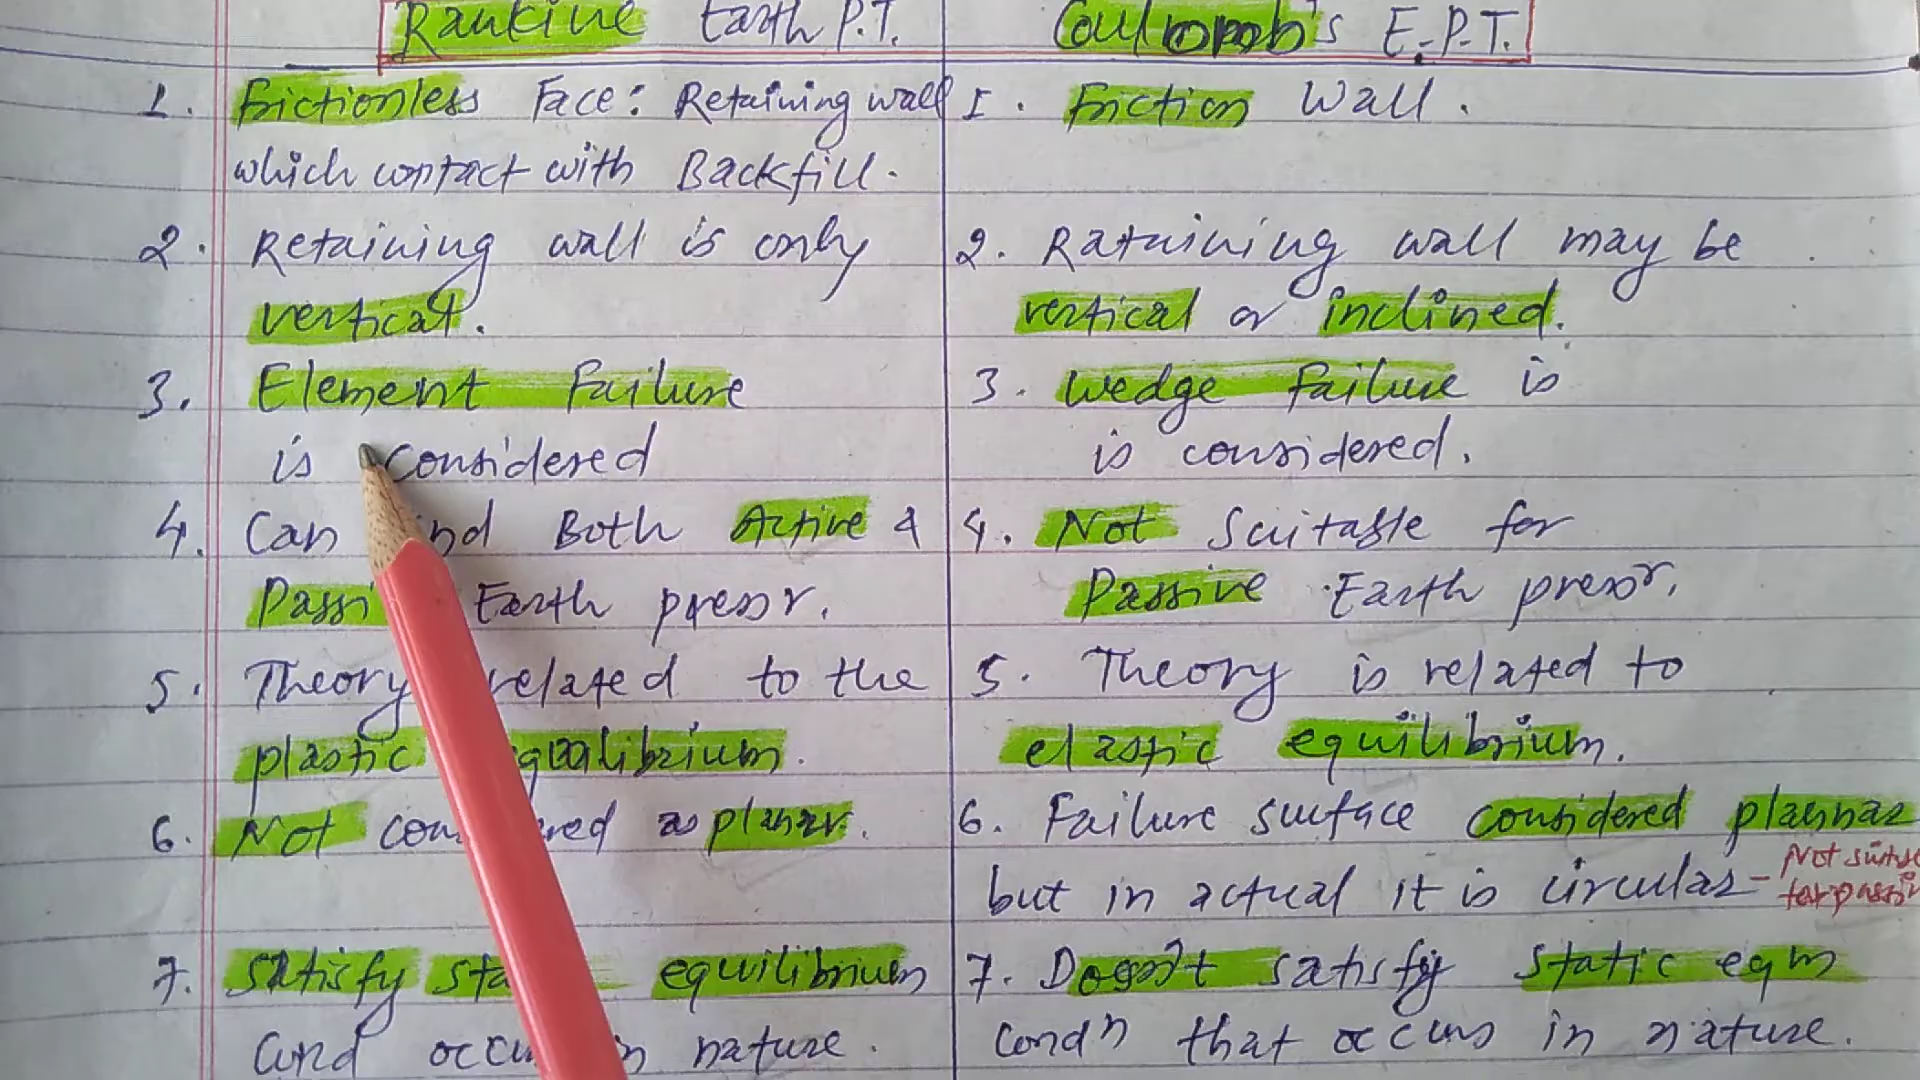 Rankine Earth P.T.
1. Frictionless Face: Retaining wall
which contact with Backfill.
2. Retaining wall is only
vertical.
3. Element Failure
is considered
4. Can Both Active &
Earth pressr.
5. Theory related to the
plastic
6. Not as planar.
7. Satisfy equilibrium
Cond nature.
Coulomb's E.P.T.
1. Friction Wall.
2. Rataining wall may be
vertical or inclined.
3. Wedge Failure is
is considered.
4. Not Suitable for
Passive Earth pressr.
5. Theory is related to
elastic equilibrium.
6. Failure surface considered planar
but in actual it is circular-
Not
for
7. Doesn't satisfy static eqm
Condn that occurs in nature.